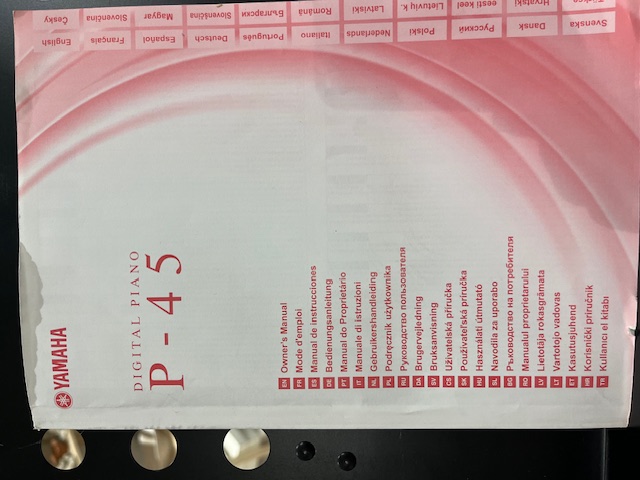 YAMAHA
DIGITAL PIANO
P-45
EN Owner's Manual
FR Mode d'emploi
ES Manual de instrucciones
DE Bedienungsanleitung
PT Manual do Proprietário
IT Manuale di istruzioni
NL Gebruikershandleiding
PL Podręcznik użytkownika
RU Руководство пользователя
DA Brugervejledning
SV Bruksanvisning
CS Uživatelská příručka
SK Používateľská príručka
HU Használati útmutató
SL Navodila za uporabo
BG Ръководство на потребителя
RO Manualul proprietarului
LV Lietotāja rokasgrāmata
LT Vartotojo vadovas
ET Kasutusjuhend
HR Korisnički priručnik
TR Kullanıcı el kitabı
English
Français
Español
Deutsch
Português
Italiano
Nederlands
Polski
Русский
Dansk
Svenska
Česky
Slovenčina
Magyar
Slovenščina
Български
Română
Latviski
Lietuvių k.
eesti keel
Hrvatski